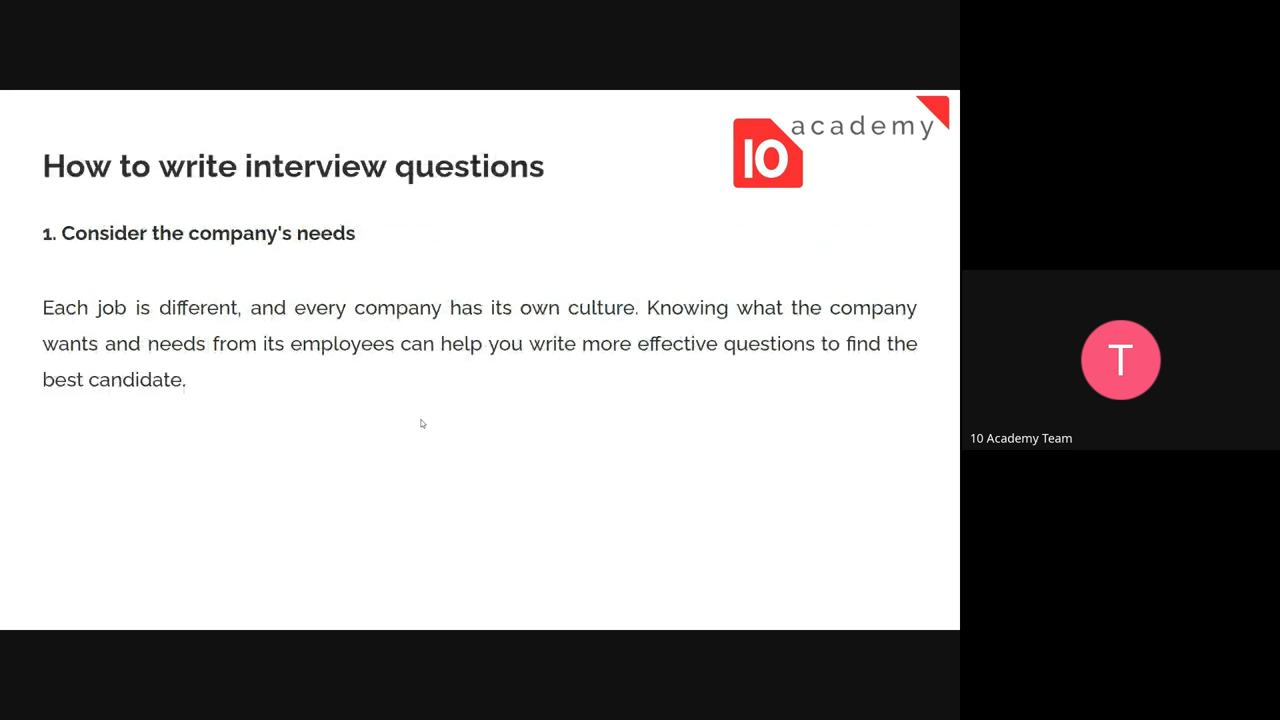 academy
10
How to write interview questions
1. Consider the company's needs
Each job is different, and every company has its own culture. Knowing what the company
wants and needs from its employees can help you write more effective questions to find the
best candidate.
T
10 Academy Team